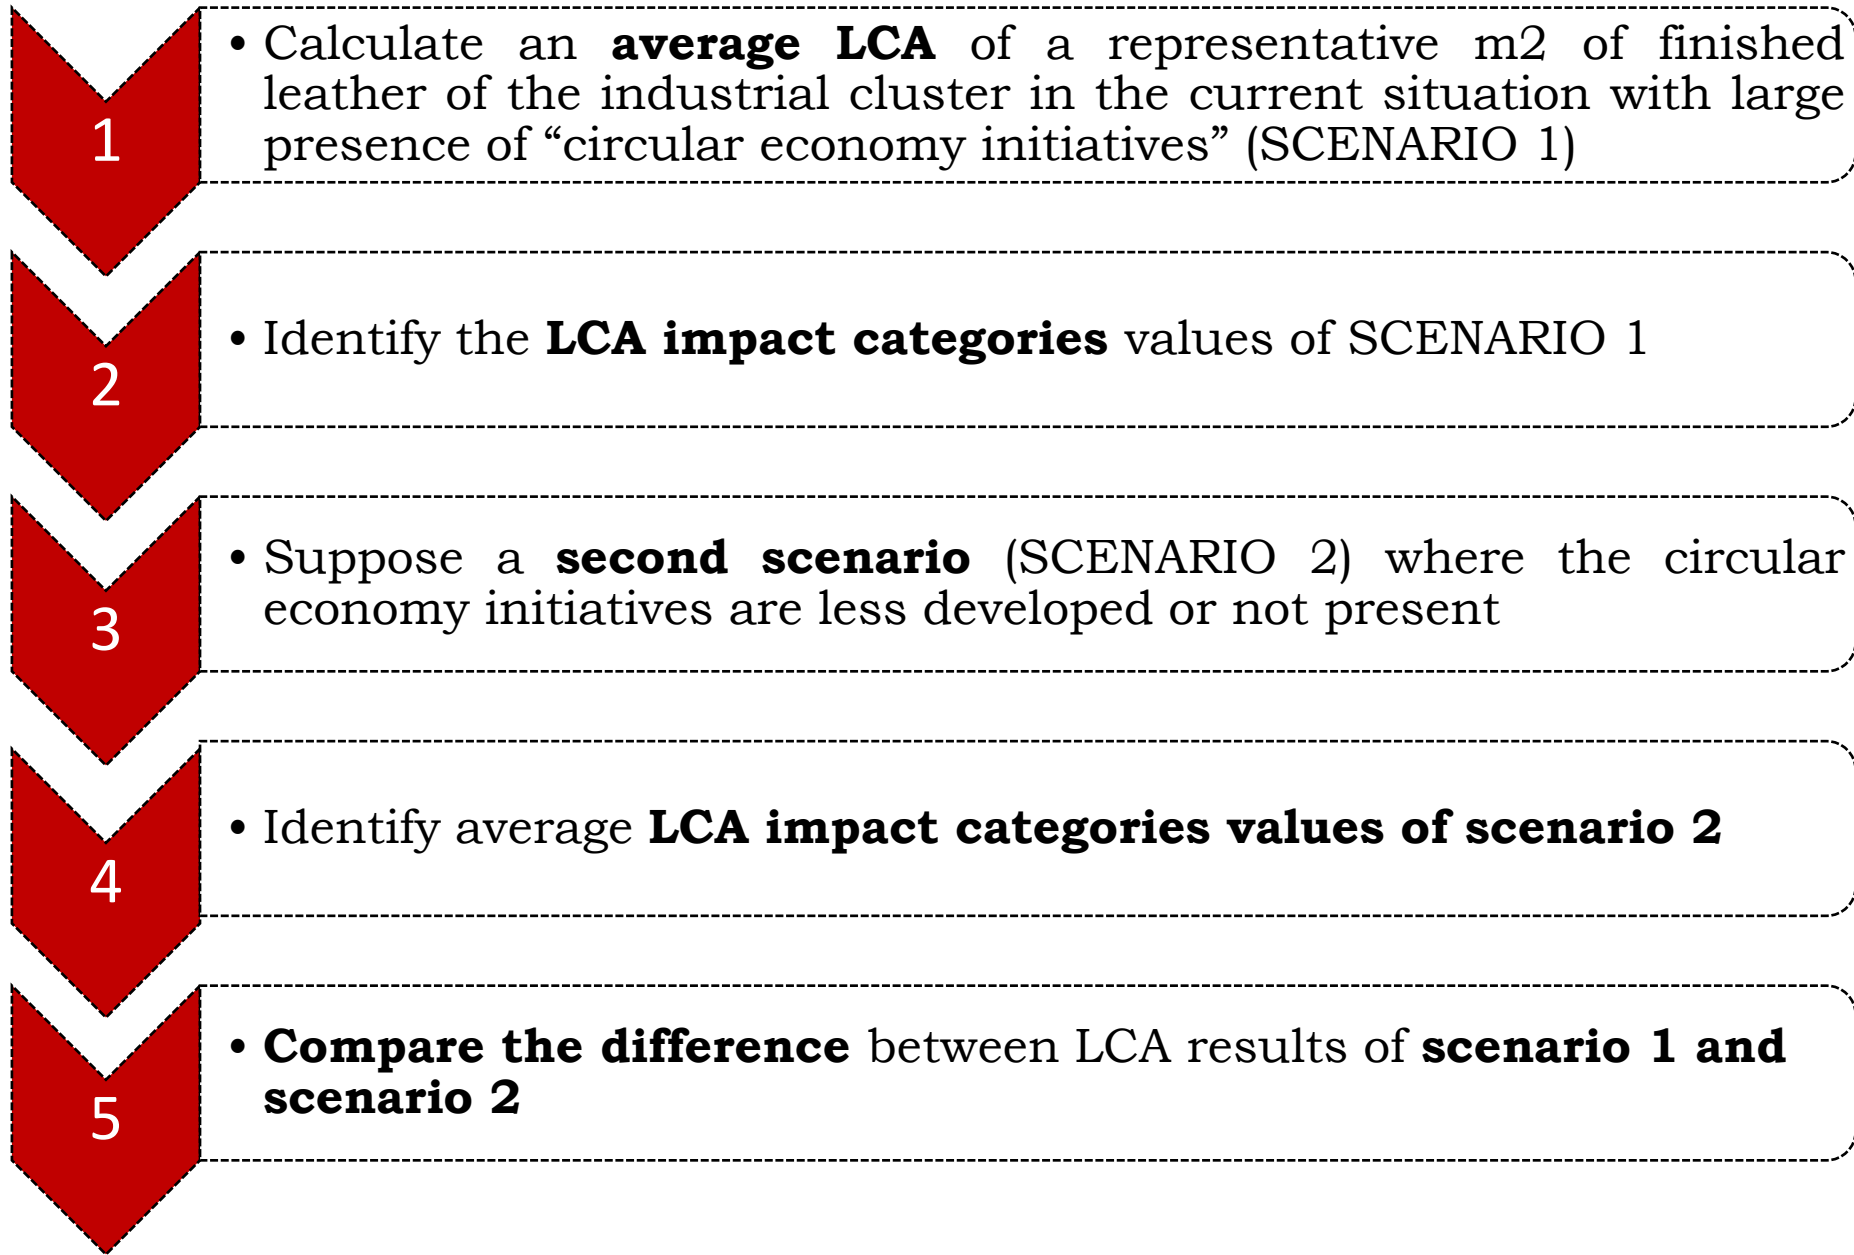 • Calculate an average LCA of a representative m2 of finished
leather of the industrial cluster in the current situation with large
presence of “circular economy initiatives” (SCENARIO 1)
1
• Identify the LCA impact categories values of SCENARIO 1
2
• Suppose a second scenario (SCENARIO 2) where the circular
economy initiatives are less developed or not present
3
• Identify average LCA impact categories values of scenario 2
4
• Compare the difference between LCA results of scenario 1 and
scenario 2
5